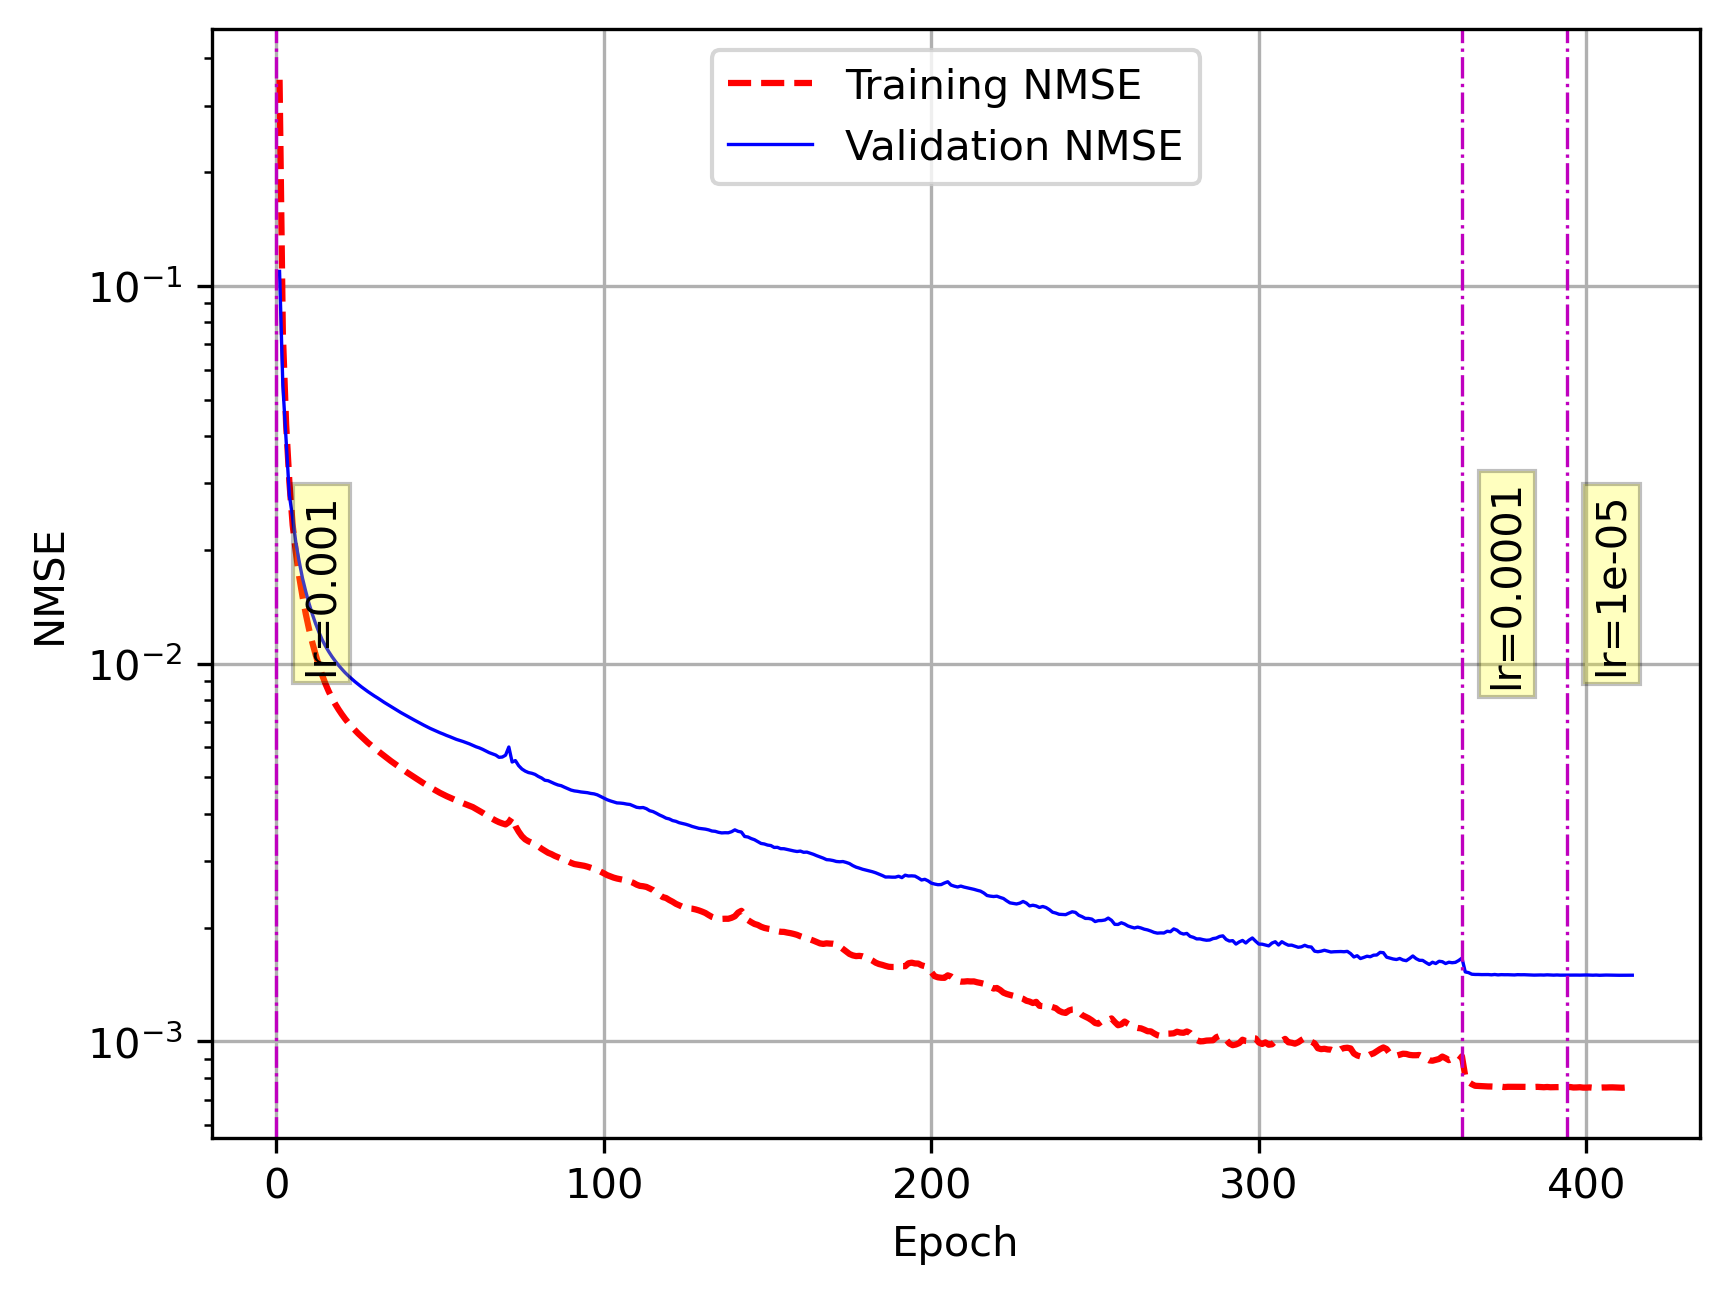 Training NMSE
Validation NMSE
NMSE
10⁻¹
10⁻²
10⁻³
lr=0.001
lr=0.0001
lr=1e-05
0 100 200 300 400
Epoch